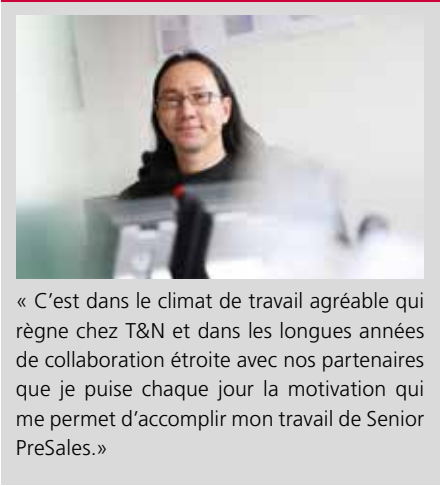 « C'est dans le climat de travail agréable qui
règne chez T&N et dans les longues années
de collaboration étroite avec nos partenaires
que je puise chaque jour la motivation qui
me permet d'accomplir mon travail de Senior
PreSales.»